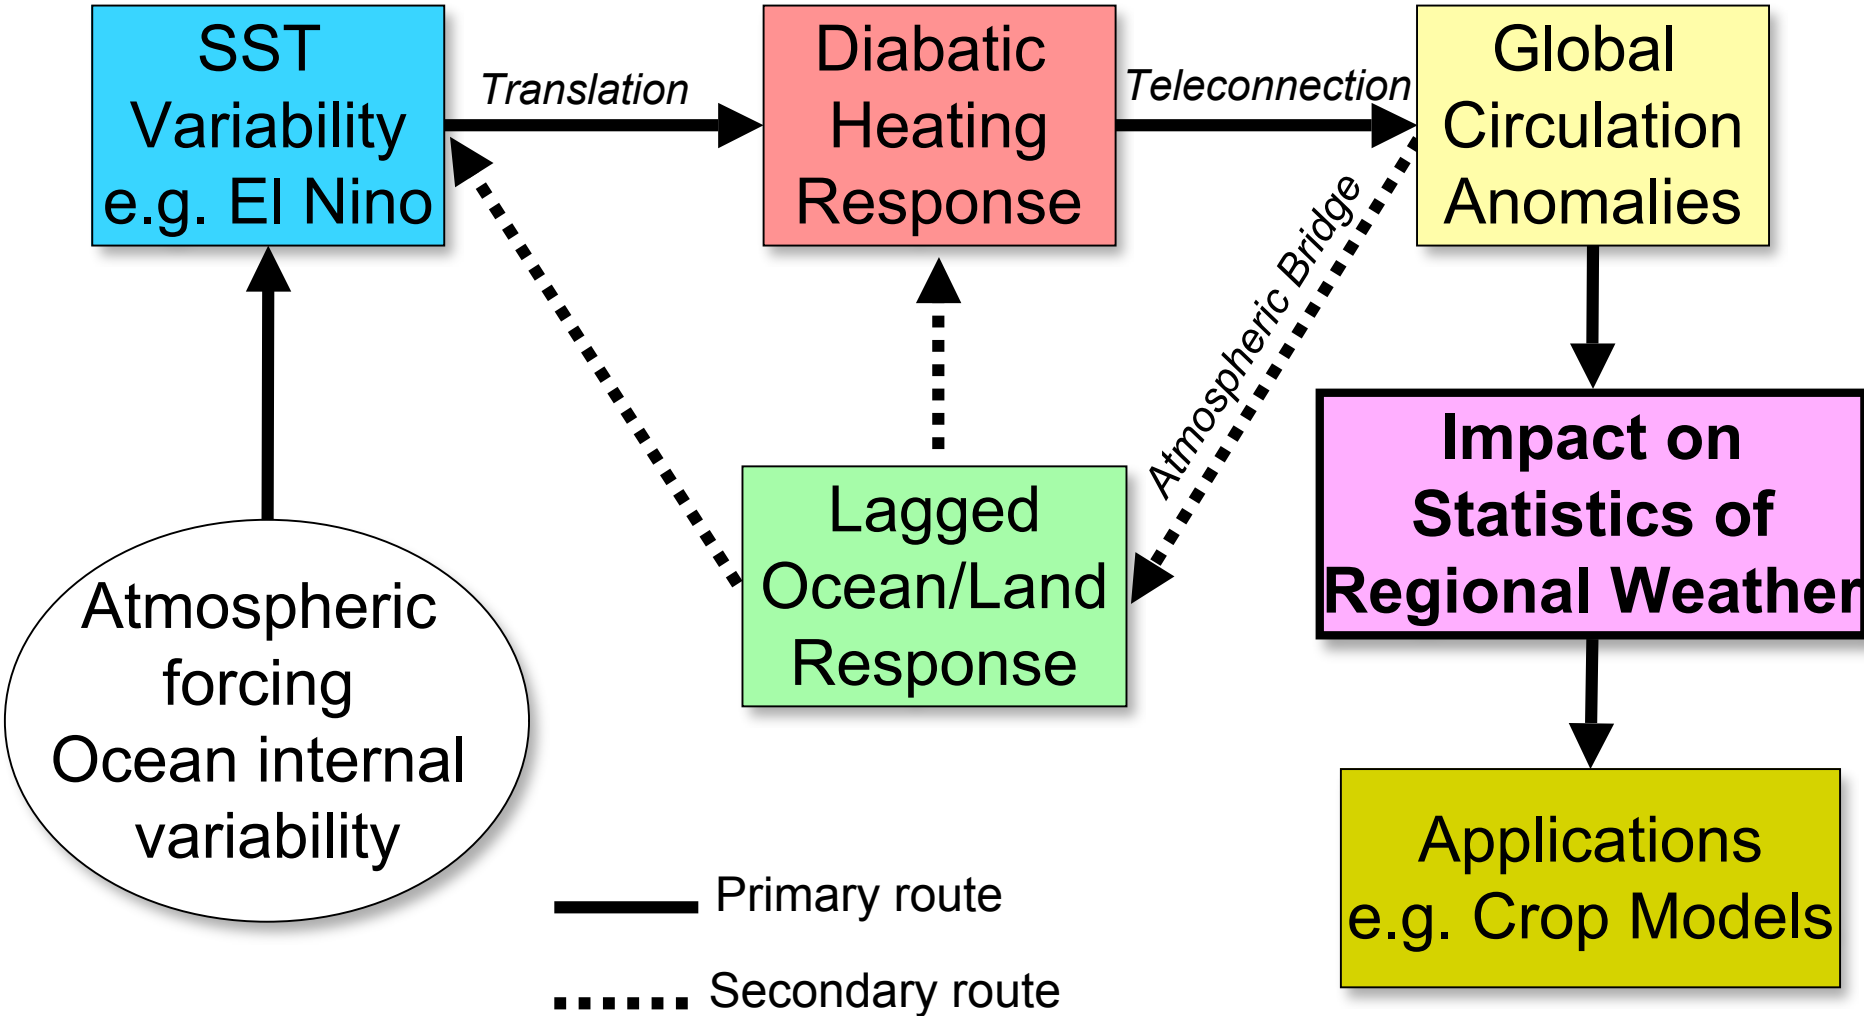 SST
Variability
e.g. El Nino
Translation
Diabatic
Heating
Response
Teleconnection
Global
Circulation
Anomalies
Atmospheric Bridge
Impact on
Statistics of
Regional Weather
Lagged
Ocean/Land
Response
Atmospheric
forcing
Ocean internal
variability
Applications
e.g. Crop Models
Primary route
Secondary route